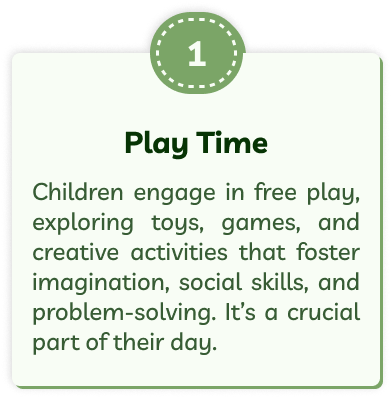 1
Play Time
Children engage in free play,
exploring toys, games, and
creative activities that foster
imagination, social skills, and
problem-solving. It’s a crucial
part of their day.